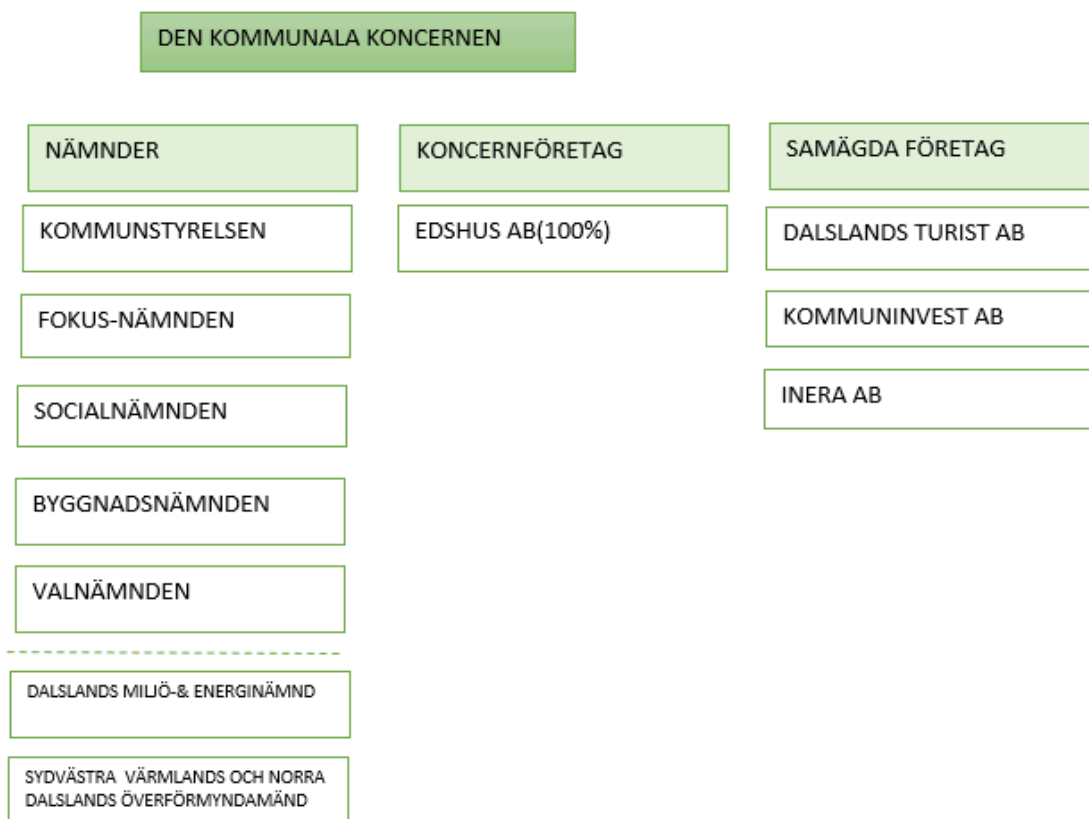 DEN KOMMUNALA KONCERNEN
NÄMNDER
KOMMUNSTYRELSEN
FOKUS-NÄMNDEN
SOCIALNÄMNDEN
BYGGNADSNÄMNDEN
VALNÄMNDEN
DALSLANDS MILJÖ-& ENERGINÄMND
SYDVÄSTRA VÄRMLANDS OCH NORRA
DALSLANDS ÖVERFÖRMYNDAMÄND
KONCERNFÖRETAG
EDSHUS AB(100%)
SAMÄGDA FÖRETAG
DALSLANDS TURIST AB
KOMMUNINVEST AB
INERA AB